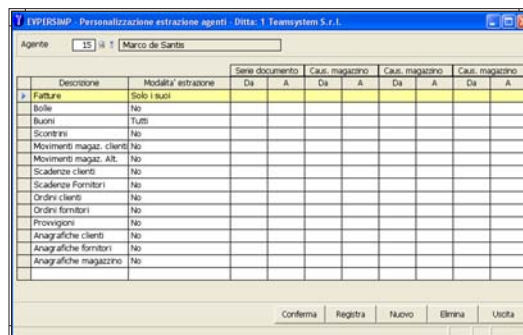 EVPERSIMP - Personalizzazione estrazione agenti - Ditta: 1 Teamsystem S.r.l.
Agente 15 Marco de Santis
Serie documento Caus. magazzino Caus. magazzino Caus. magazzino
Descrizione Modalita' estrazione Da A Da A Da A Da A
Fatture Solo i suoi
Bolle No
Buoni Tutti
Scontrini No
Movimenti magaz. clienti No
Movimenti magaz. Alt. No
Scadenze clienti No
Scadenze Fornitori No
Ordini clienti No
Ordini fornitori No
Provvigioni No
Anagrafiche clienti No
Anagrafiche fornitori No
Anagrafiche magazzino No
Conferma Registra Nuovo Elimina Uscita